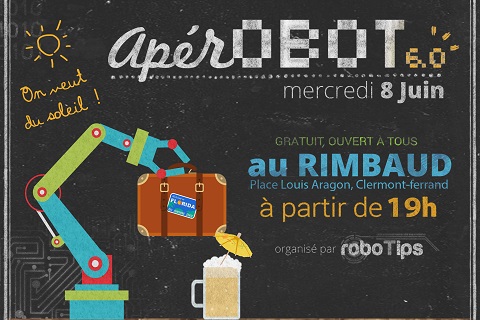 ApérOBOT 6.0
mercredi 8 Juin
On veut
du soleil !
GRATUIT, OUVERT À TOUS
au RIMBAUD
Place Louis Aragon, Clermont-ferrand
à partir de 19h
FLORIDA
organisé par roboTips